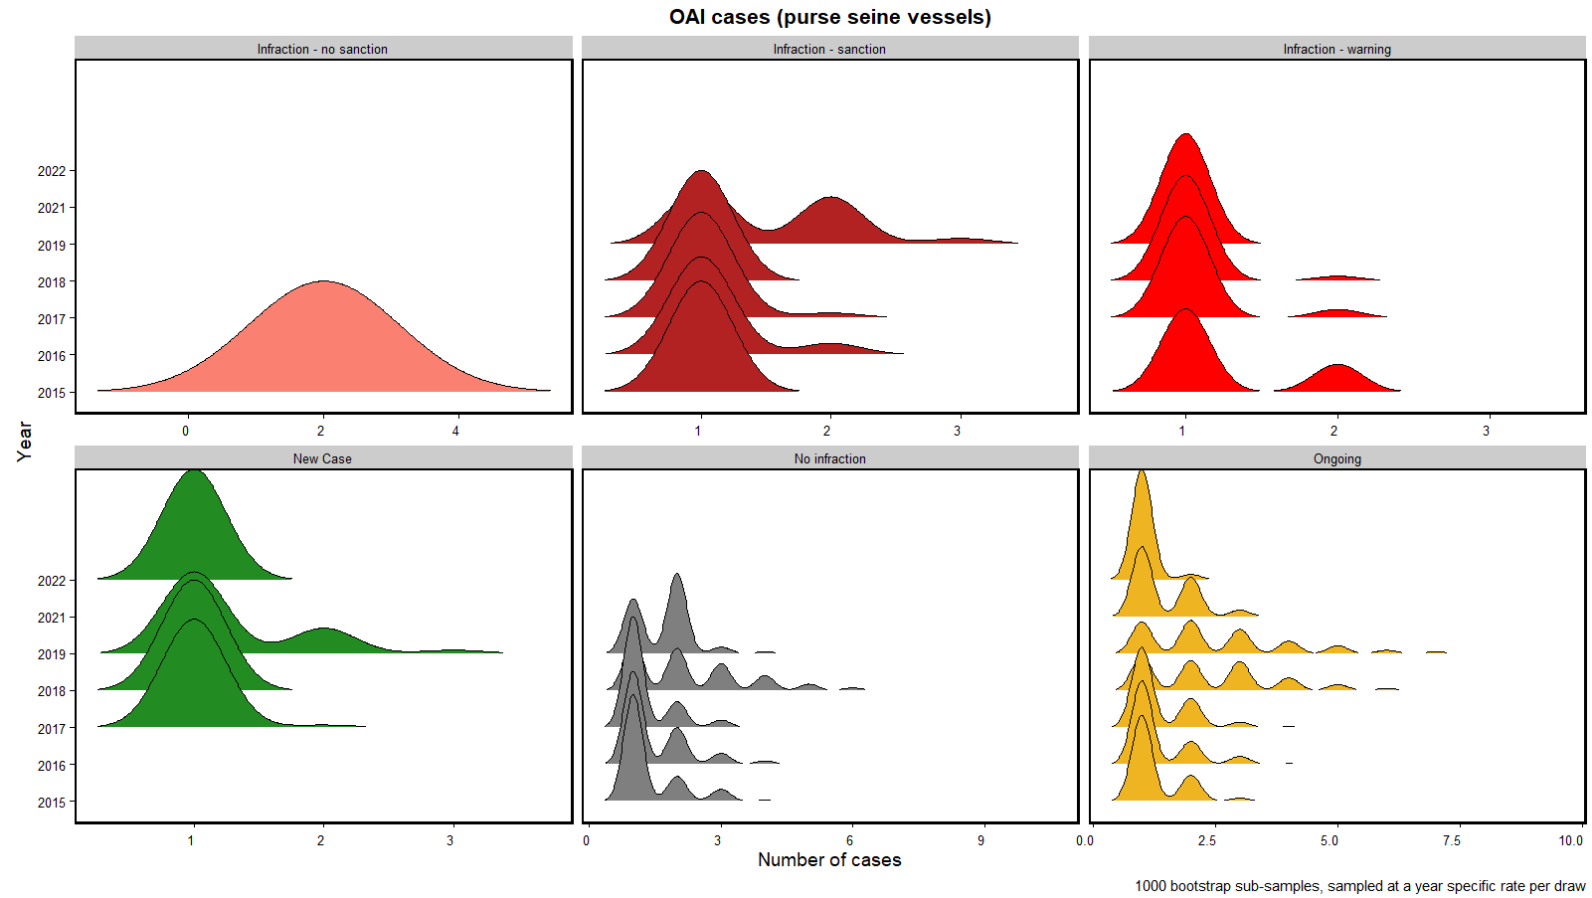 OAI cases (purse seine vessels)
Infraction - no sanction
Infraction - sanction
Infraction - warning
2022
2021
2019
2018
2017
2016
2015
0 2 4
1 2 3
1 2 3
Year
New Case
No infraction
Ongoing
2022
2021
2019
2018
2017
2016
2015
1 2 3
0 3 6 9
0.0 2.5 5.0 7.5 10.0
Number of cases
1000 bootstrap sub-samples, sampled at a year specific rate per draw